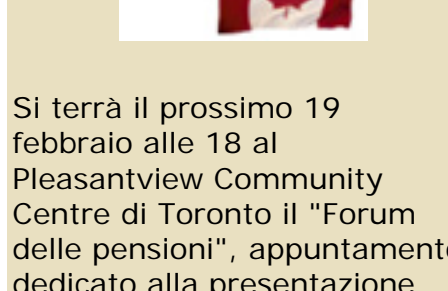 Si terrà il prossimo 19
febbraio alle 18 al
Pleasantview Community
Centre di Toronto il "Forum
delle pensioni", appuntament
dedicato alla presentazione